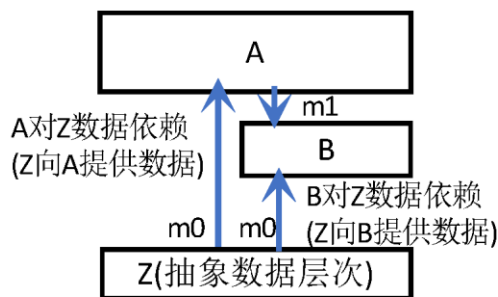 A
m1
A对Z数据依赖
(Z向A提供数据)
B
B对Z数据依赖
(Z向B提供数据)
m0
m0
Z(抽象数据层次)